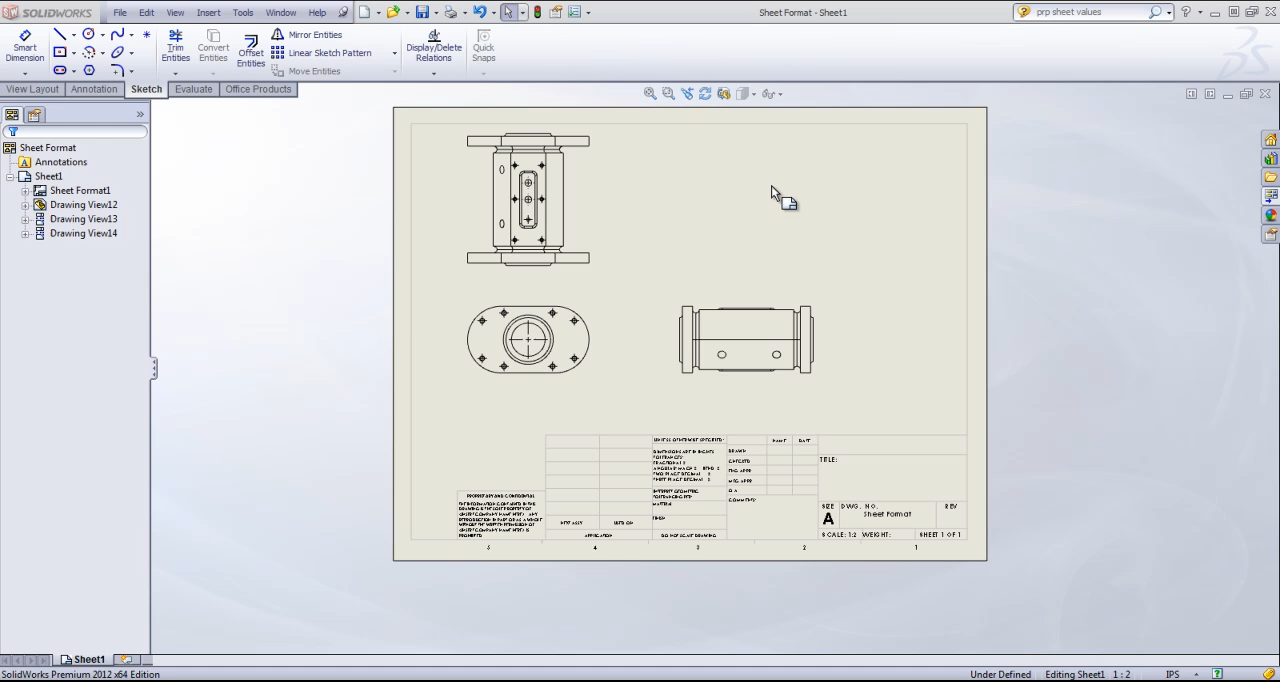 SOLIDWORKS File Edit View Insert Tools Window Help Sheet Format - Sheet1 prp sheet values
Smart Dimension
Trim Entities
Convert Entities
Offset Entities
Mirror Entities
Linear Sketch Pattern
Move Entities
Display/Delete Relations
Quick Snaps
View Layout Annotation Sketch Evaluate Office Products
Sheet Format
Annotations
Sheet1
Sheet Format1
Drawing View12
Drawing View13
Drawing View14
UNLESS OTHERWISE SPECIFIED:
NAME DATE
DRAWN
CHECKED
ENG APPR.
MFG APPR.
Q.A.
COMMENTS:
TITLE:
PROPRIETARY AND CONFIDENTIAL
MATERIAL
FINISH
NEXT ASSY USED ON
APPLICATION
DO NOT SCALE DRAWING
SIZE DWG. NO. REV
A Sheet Format
SCALE: 1:2 WEIGHT: SHEET 1 OF 1
5 4 3 2 1
Sheet1
SolidWorks Premium 2012 x64 Edition Under Defined Editing Sheet1 1 : 2 IPS